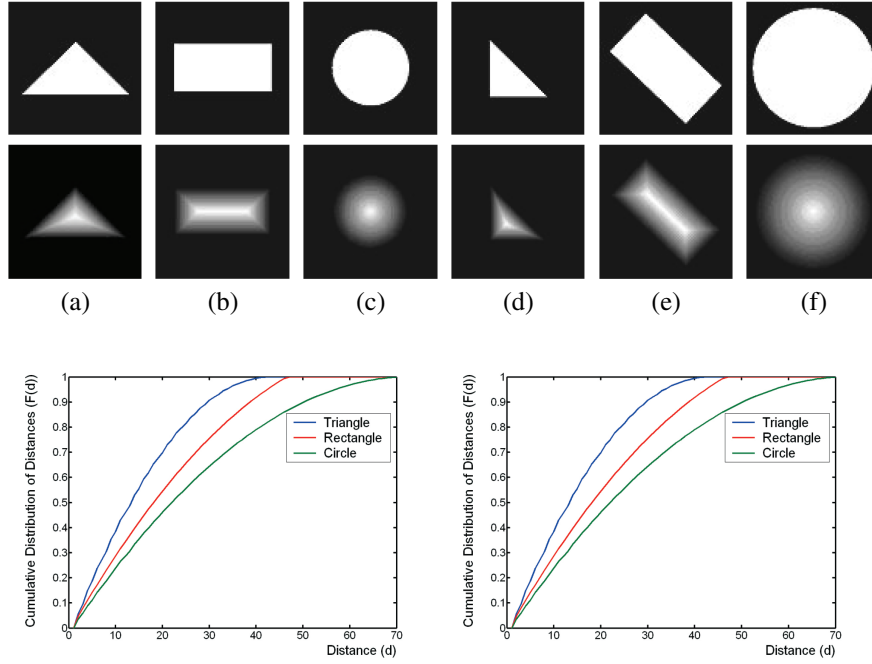 (a) (b) (c) (d) (e) (f)
Cumulative Distribution of Distances (F(d))
1
0.9
0.8
0.7
0.6
0.5
0.4
0.3
0.2
0.1
0 10 20 30 40 50 60 70
Distance (d)
Triangle
Rectangle
Circle
Cumulative Distribution of Distances (F(d))
1
0.9
0.8
0.7
0.6
0.5
0.4
0.3
0.2
0.1
0 10 20 30 40 50 60 70
Distance (d)
Triangle
Rectangle
Circle